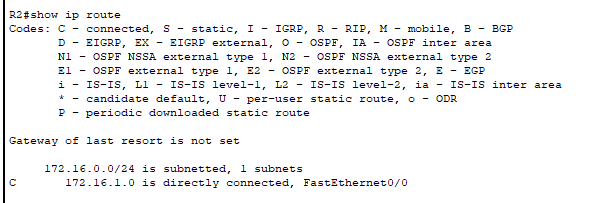 R2#show ip route
Codes: C - connected, S - static, I - IGRP, R - RIP, M - mobile, B - BGP
D - EIGRP, EX - EIGRP external, O - OSPF, IA - OSPF inter area
N1 - OSPF NSSA external type 1, N2 - OSPF NSSA external type 2
E1 - OSPF external type 1, E2 - OSPF external type 2, E - EGP
i - IS-IS, L1 - IS-IS level-1, L2 - IS-IS level-2, ia - IS-IS inter area
* - candidate default, U - per-user static route, o - ODR
P - periodic downloaded static route
Gateway of last resort is not set
172.16.0.0/24 is subnetted, 1 subnets
C 172.16.1.0 is directly connected, FastEthernet0/0